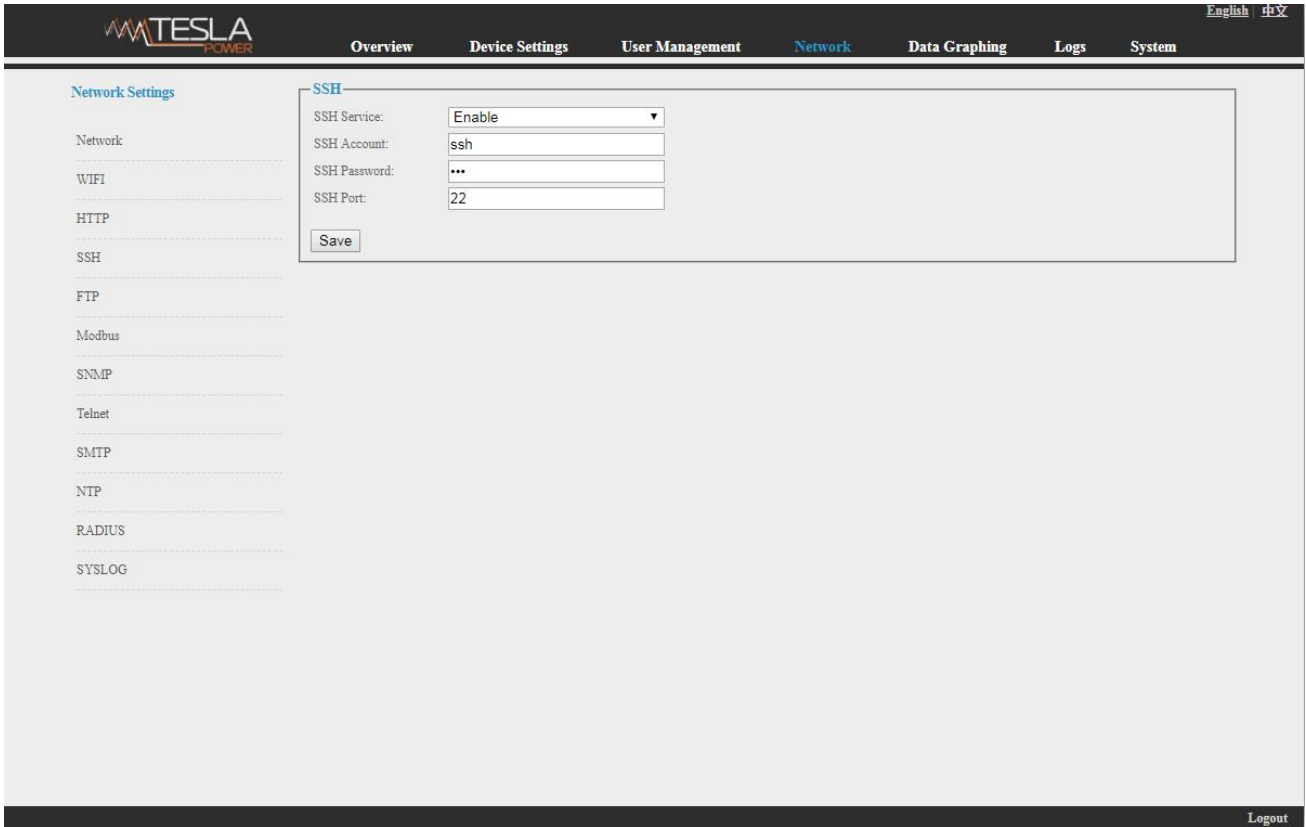 English | 中文
TESLA
POWER
Overview Device Settings User Management Network Data Graphing Logs System
Network Settings
Network
WIFI
HTTP
SSH
FTP
Modbus
SNMP
Telnet
SMTP
NTP
RADIUS
SYSLOG
SSH
SSH Service: Enable
SSH Account: ssh
SSH Password: •••
SSH Port: 22
Save
Logout